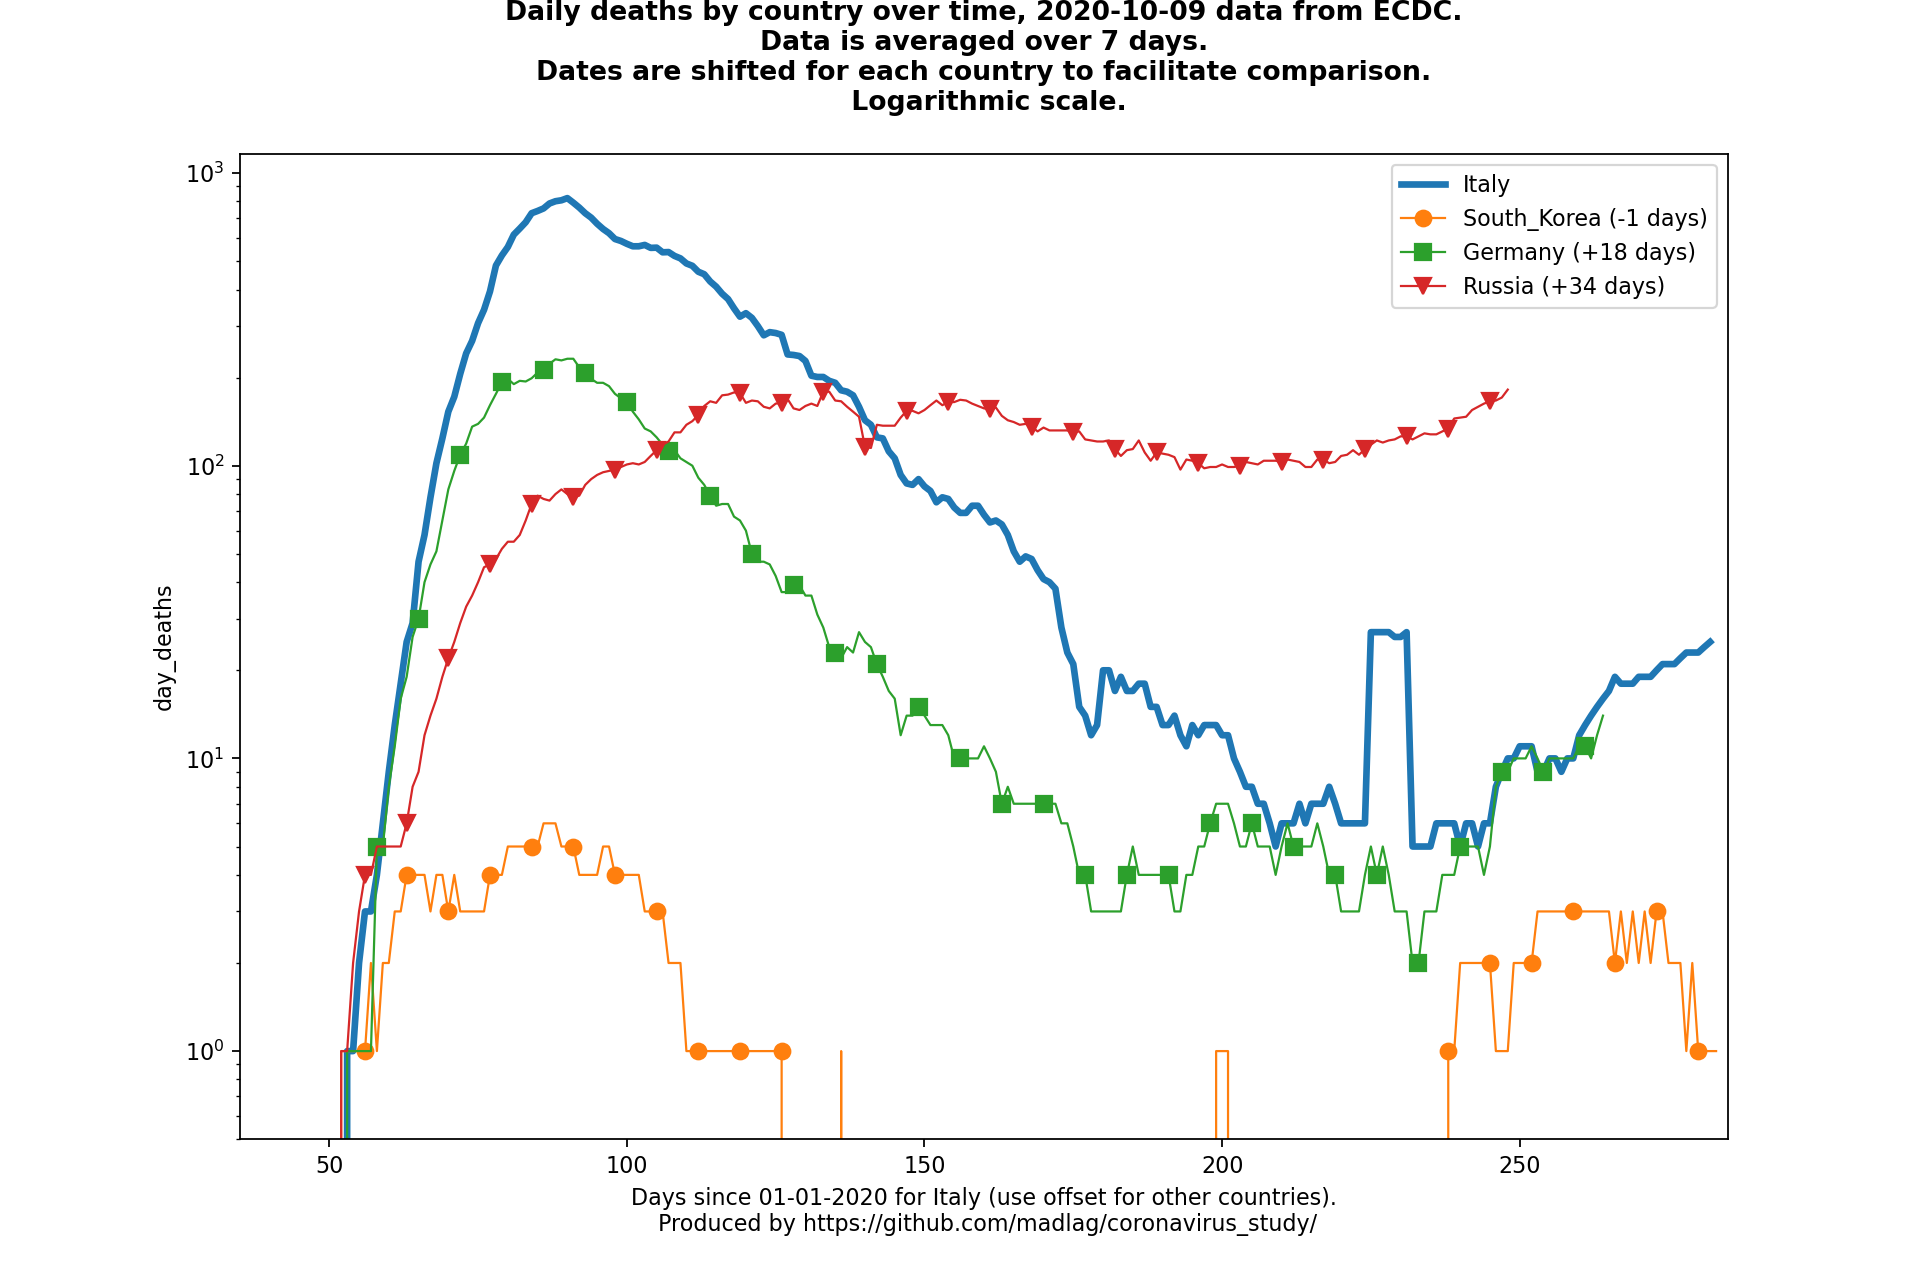 Daily deaths by country over time, 2020-10-09 data from ECDC.
Data is averaged over 7 days.
Dates are shifted for each country to facilitate comparison.
Logarithmic scale.
10³
10²
10¹
10⁰
day_deaths
Italy
South_Korea (-1 days)
Germany (+18 days)
Russia (+34 days)
50 100 150 200 250
Days since 01-01-2020 for Italy (use offset for other countries).
Produced by https://github.com/madlag/coronavirus_study/